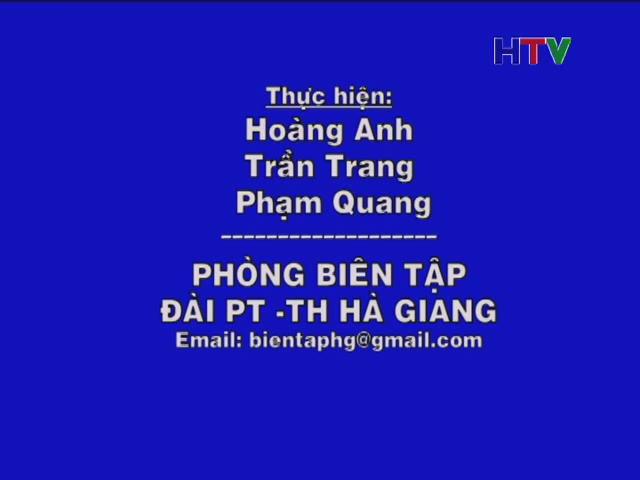 HTV
Thực hiện:
Hoàng Anh
Trần Trang
Phạm Quang
-------------------
PHÒNG BIÊN TẬP
ĐÀI PT -TH HÀ GIANG
Email: bientaphg@gmail.com